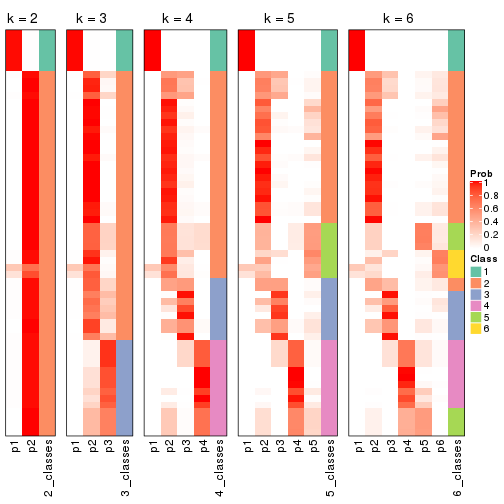 k = 2
k = 3
k = 4
k = 5
k = 6
Prob
1
0.8
0.6
0.4
0.2
0
Class
1
2
3
4
5
6
p1
p2
2_classes
p1
p2
p3
3_classes
p1
p2
p3
p4
4_classes
p1
p2
p3
p4
p5
5_classes
p1
p2
p3
p4
p5
p6
6_classes